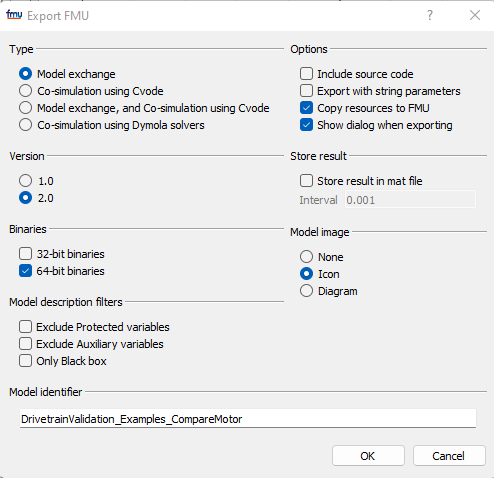 fmu Export FMU ?
Type
Model exchange
Co-simulation using Cvode
Model exchange, and Co-simulation using Cvode
Co-simulation using Dymola solvers
Version
1.0
2.0
Binaries
32-bit binaries
64-bit binaries
Model description filters
Exclude Protected variables
Exclude Auxiliary variables
Only Black box
Options
Include source code
Export with string parameters
Copy resources to FMU
Show dialog when exporting
Store result
Store result in mat file
Interval 0.001
Model image
None
Icon
Diagram
Model identifier
DrivetrainValidation_Examples_CompareMotor
OK Cancel